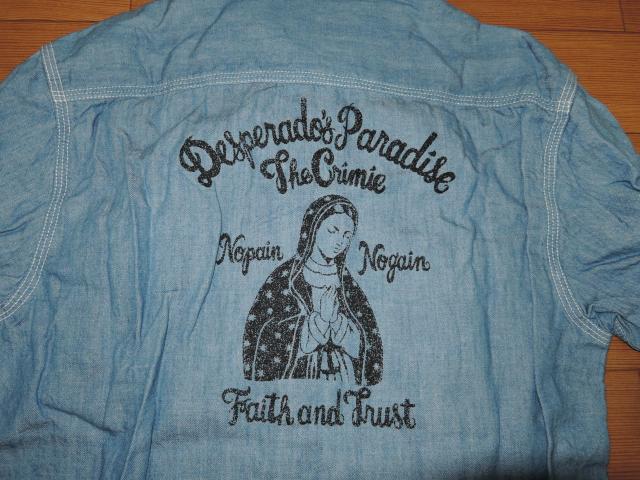 Desperado's Paradise
The Crimie
Nopain Nogain
Faith and Trust